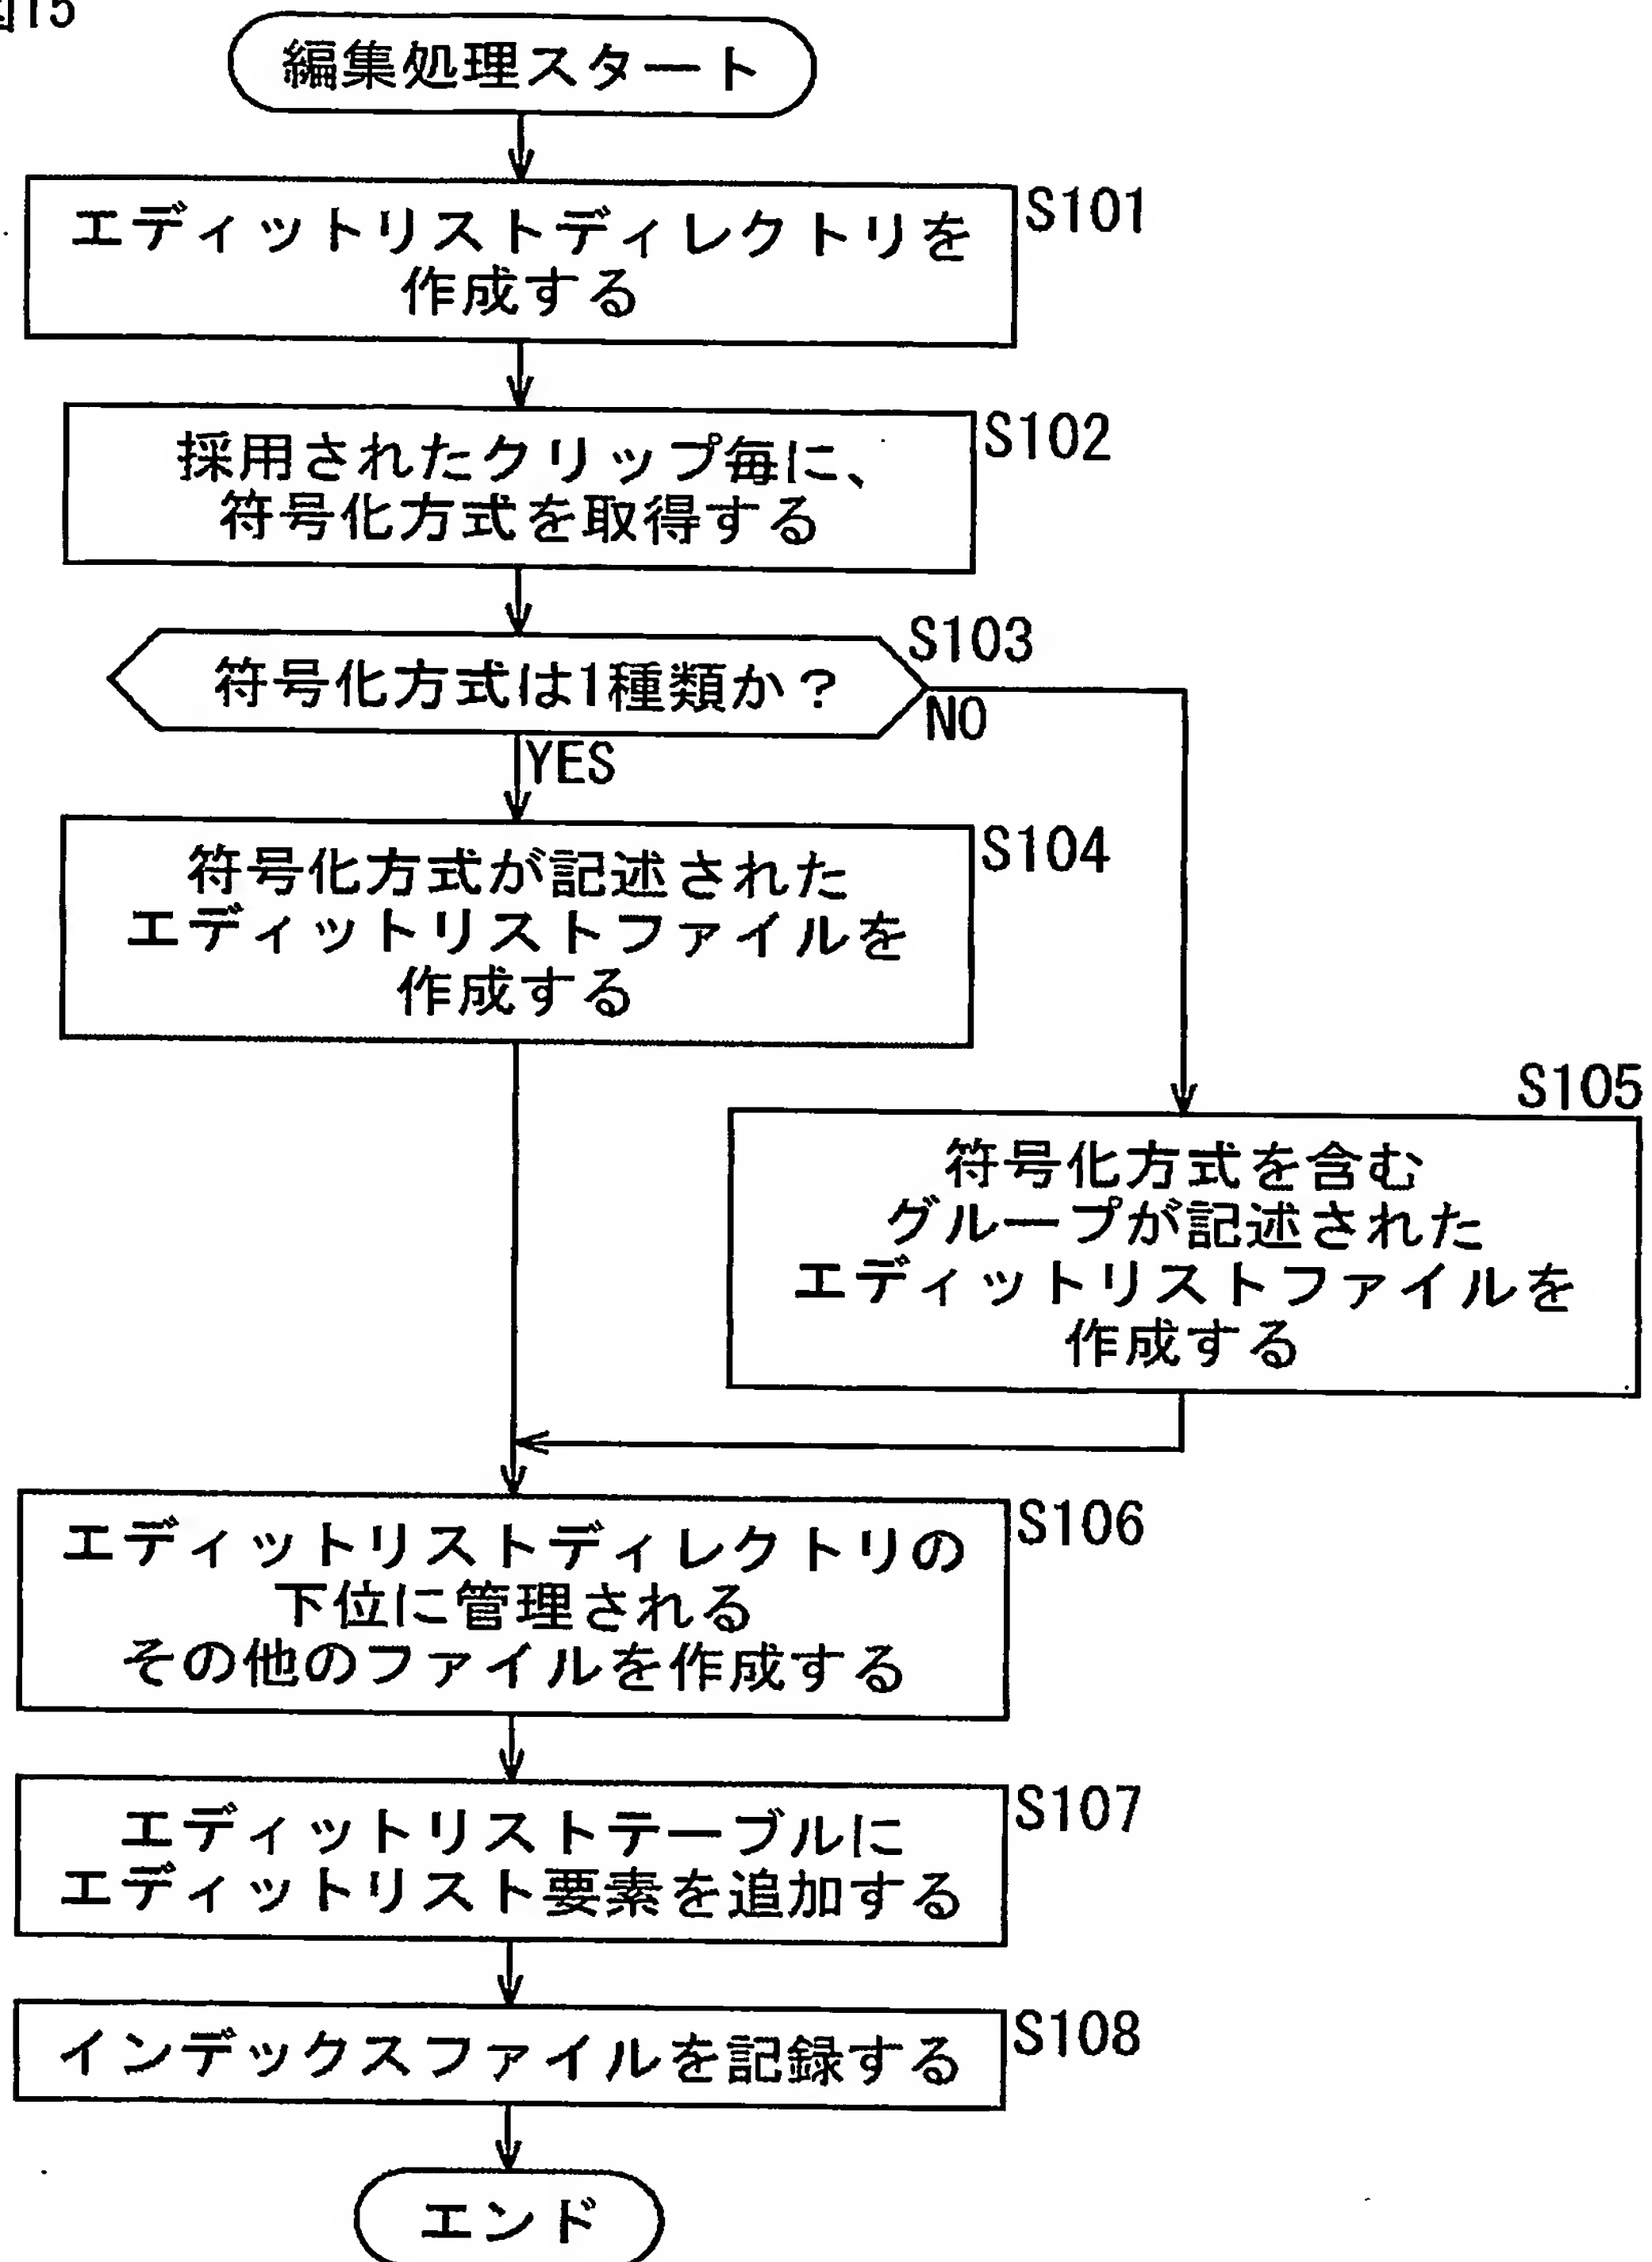 図15
編集処理スタート
エディットリストディレクトリを
作成する
S101
採用されたクリップ毎に、
符号化方式を取得する
S102
符号化方式は1種類か？
S103
NO
YES
符号化方式が記述された
エディットリストファイルを
作成する
S104
S105
符号化方式を含む
グループが記述された
エディットリストファイルを
作成する
エディットリストディレクトリの
下位に管理される
その他のファイルを作成する
S106
エディットリストテーブルに
エディットリスト要素を追加する
S107
インデックスファイルを記録する
S108
エンド